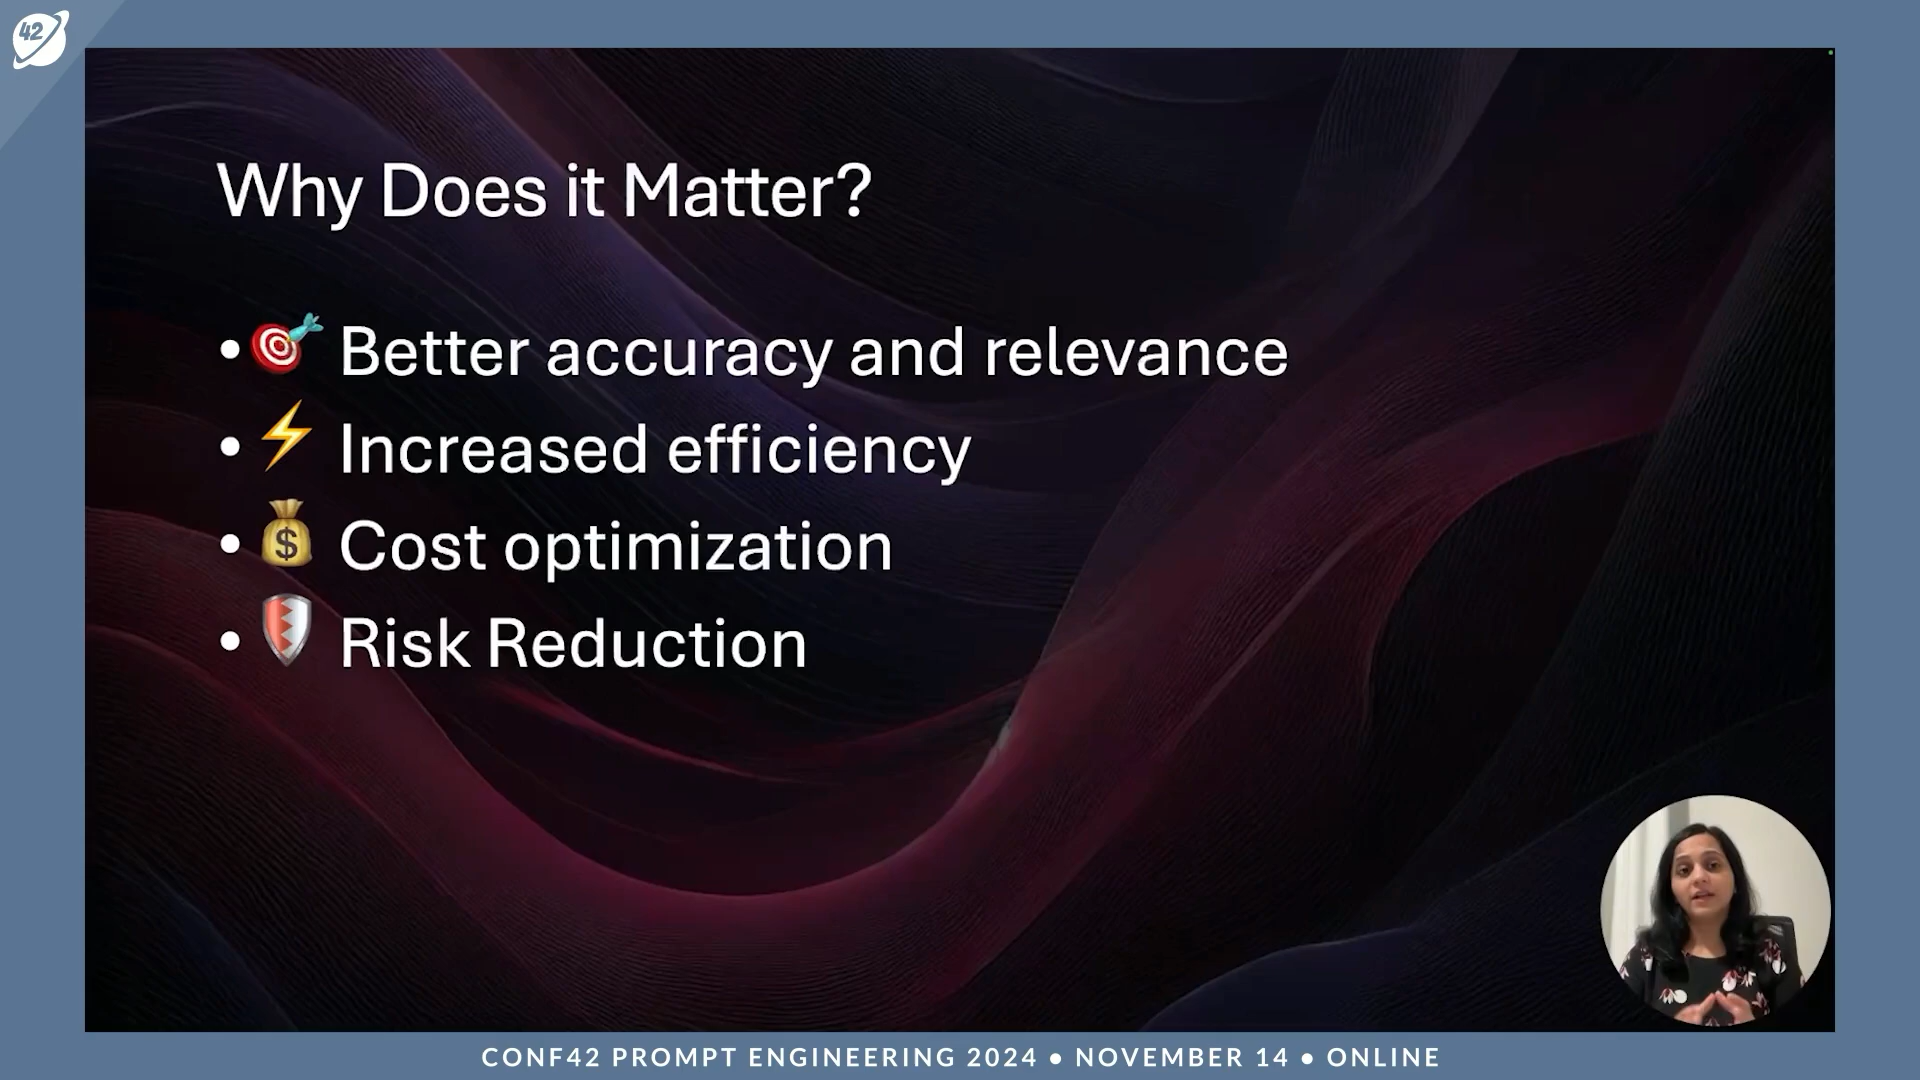 42
Why Does it Matter?
• 🎯 Better accuracy and relevance
• ⚡ Increased efficiency
• 💰 Cost optimization
• 🛡 Risk Reduction
CONF42 PROMPT ENGINEERING 2024 • NOVEMBER 14 • ONLINE